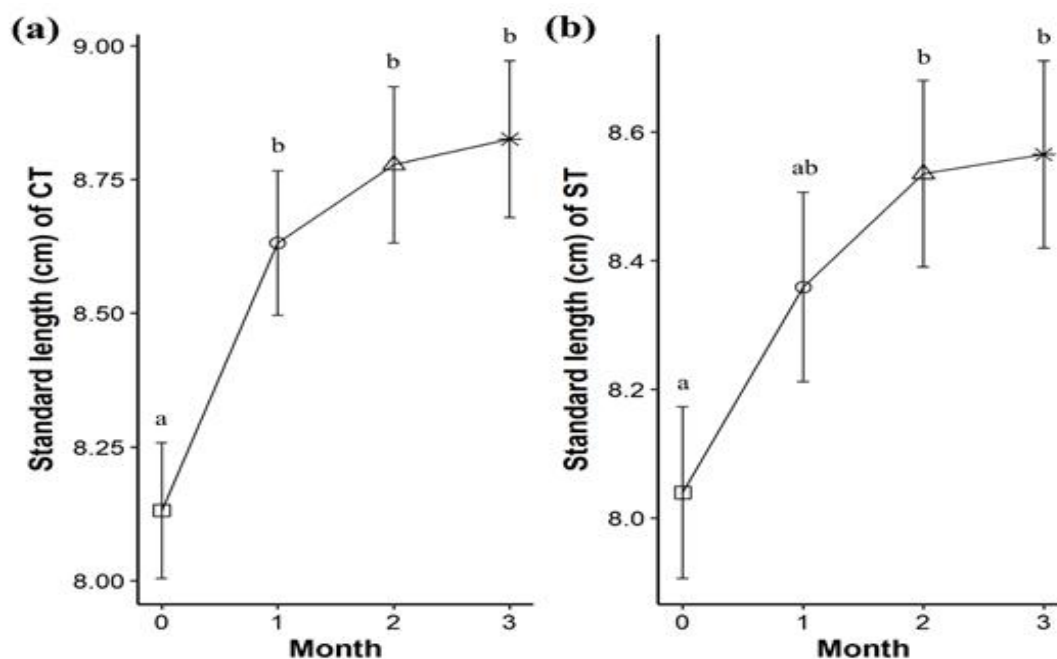 (a)
Standard length (cm) of CT
9.00
8.75
8.50
8.25
8.00
a
b
b
b
0 1 2 3
Month
(b)
Standard length (cm) of ST
8.6
8.4
8.2
8.0
a
ab
b
b
0 1 2 3
Month